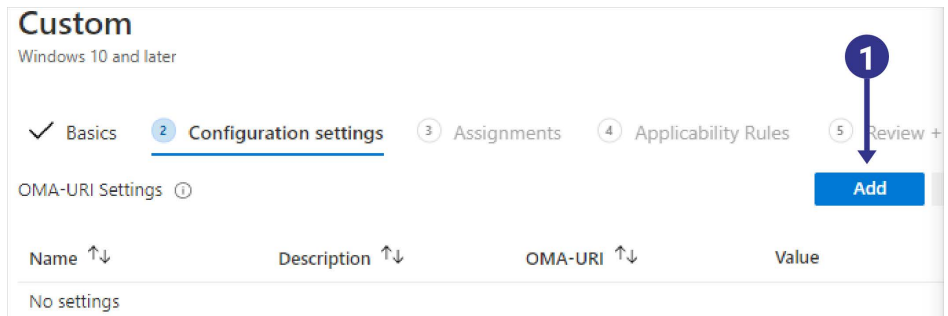 Custom
Windows 10 and later
1
Basics 2 Configuration settings 3 Assignments 4 Applicability Rules 5 Review +
OMA-URI Settings
Add
Name Description OMA-URI Value
No settings